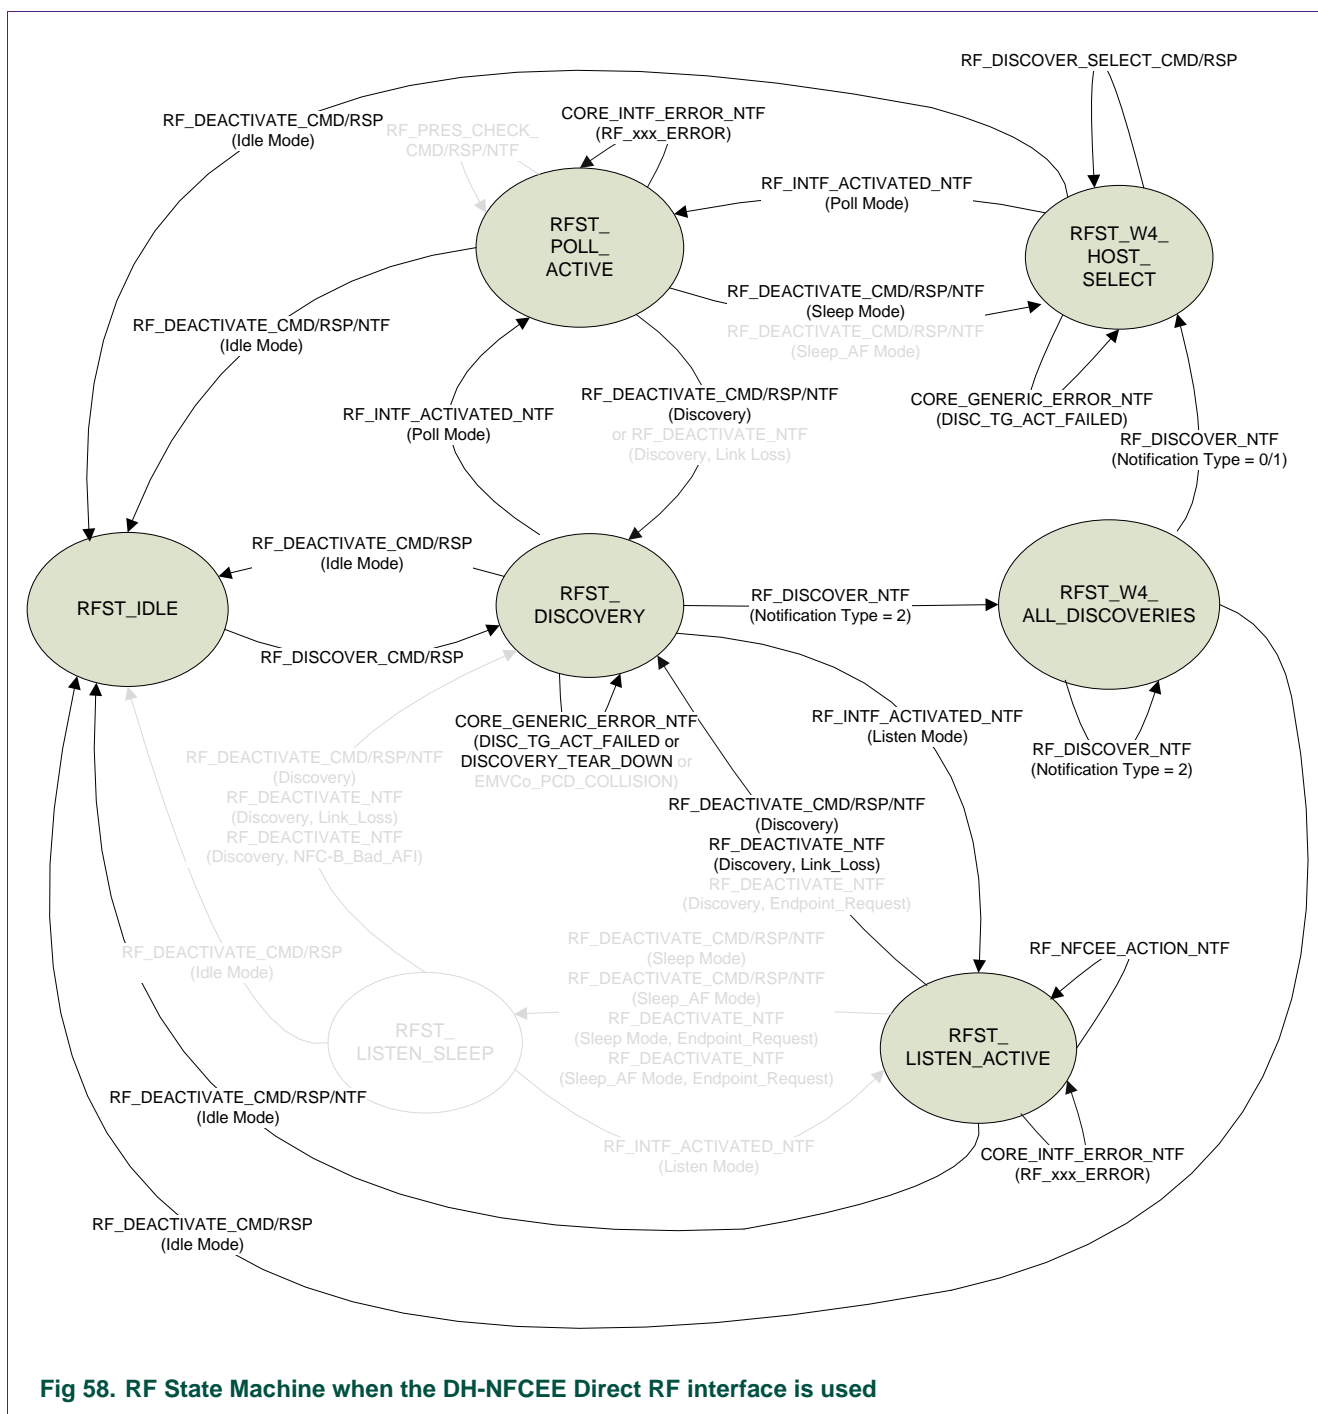 RF_DISCOVER_SELECT_CMD/RSP
RF_DEACTIVATE_CMD/RSP
(Idle Mode)
RF_PRES_CHECK_
CMD/RSP/NTF
CORE_INTF_ERROR_NTF
(RF_xxx_ERROR)
RF_INTF_ACTIVATED_NTF
(Poll Mode)
RFST_
POLL_
ACTIVE
RFST_W4_
HOST_
SELECT
RF_DEACTIVATE_CMD/RSP/NTF
(Sleep Mode)
RF_DEACTIVATE_CMD/RSP/NTF
(Sleep_AF Mode)
RF_DEACTIVATE_CMD/RSP/NTF
(Idle Mode)
RF_INTF_ACTIVATED_NTF
(Poll Mode)
RF_DEACTIVATE_CMD/RSP/NTF
(Discovery)
or RF_DEACTIVATE_NTF
(Discovery, Link Loss)
CORE_GENERIC_ERROR_NTF
(DISC_TG_ACT_FAILED)
RF_DISCOVER_NTF
(Notification Type = 0/1)
RF_DEACTIVATE_CMD/RSP
(Idle Mode)
RFST_IDLE
RFST_
DISCOVERY
RF_DISCOVER_NTF
(Notification Type = 2)
RFST_W4_
ALL_DISCOVERIES
RF_DISCOVER_CMD/RSP
CORE_GENERIC_ERROR_NTF
(DISC_TG_ACT_FAILED or
DISCOVERY_TEAR_DOWN or
EMVCo_PCD_COLLISION)
RF_INTF_ACTIVATED_NTF
(Listen Mode)
RF_DISCOVER_NTF
(Notification Type = 2)
RF_DEACTIVATE_CMD/RSP/NTF
(Discovery)
RF_DEACTIVATE_NTF
(Discovery, Link_Loss)
RF_DEACTIVATE_NTF
(Discovery, NFC-B_Bad_AFI)
RF_DEACTIVATE_CMD/RSP/NTF
(Discovery)
RF_DEACTIVATE_NTF
(Discovery, Link_Loss)
RF_DEACTIVATE_NTF
(Discovery, Endpoint_Request)
RF_DEACTIVATE_CMD/RSP
(Idle Mode)
RF_DEACTIVATE_CMD/RSP/NTF
(Sleep Mode)
RF_DEACTIVATE_CMD/RSP/NTF
(Sleep_AF Mode)
RF_DEACTIVATE_NTF
(Sleep Mode, Endpoint_Request)
RF_DEACTIVATE_NTF
(Sleep_AF Mode, Endpoint_Request)
RF_NFCEE_ACTION_NTF
RFST_
LISTEN_SLEEP
RFST_
LISTEN_ACTIVE
RF_DEACTIVATE_CMD/RSP/NTF
(Idle Mode)
RF_INTF_ACTIVATED_NTF
(Listen Mode)
CORE_INTF_ERROR_NTF
(RF_xxx_ERROR)
RF_DEACTIVATE_CMD/RSP
(Idle Mode)
Fig 58. RF State Machine when the DH-NFCEE Direct RF interface is used